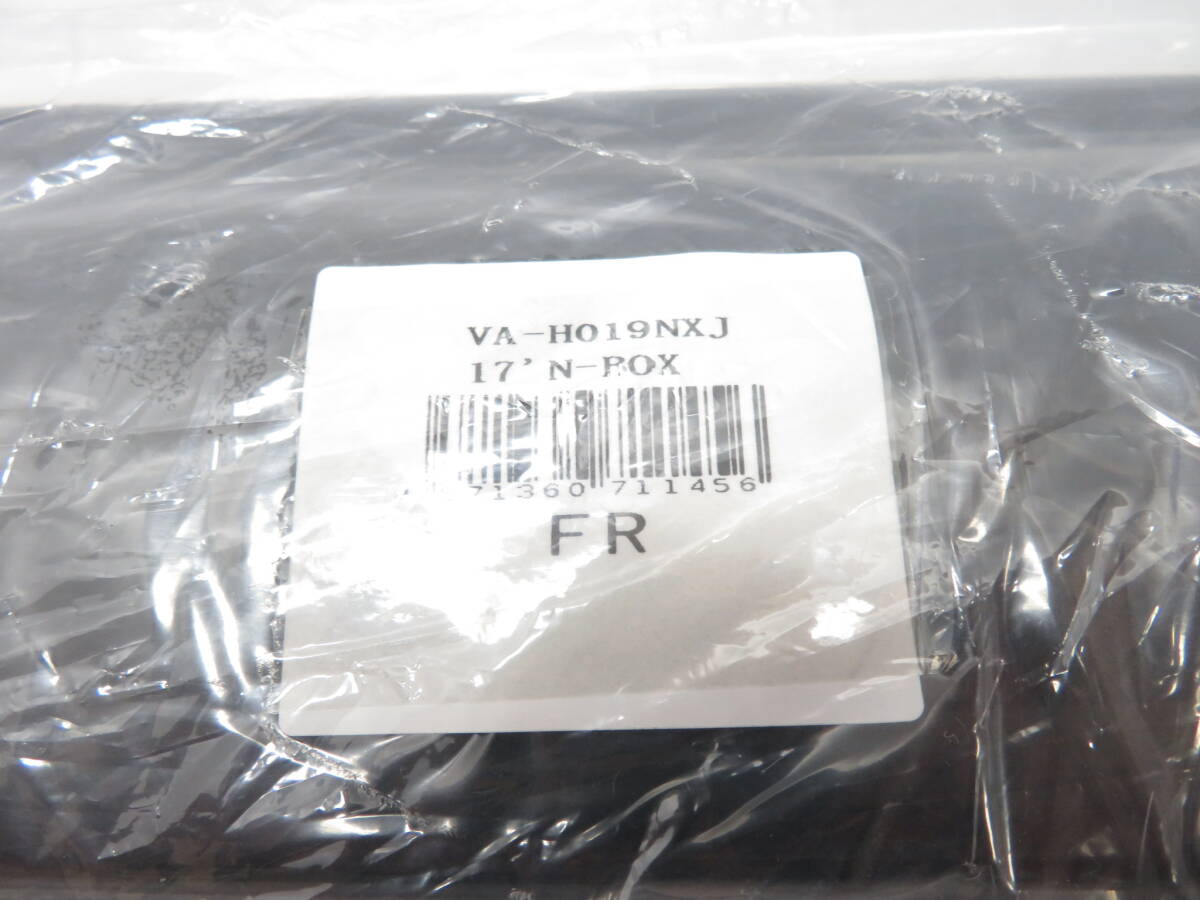 VA-H019NXJ
17' N-BOX
71360 711456
FR